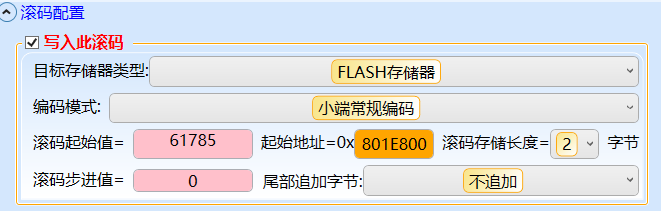 滚码配置
写入此滚码
目标存储器类型: FLASH存储器
编码模式: 小端常规编码
滚码起始值= 61785 起始地址=0x 801E800 滚码存储长度= 2 字节
滚码步进值= 0 尾部追加字节: 不追加